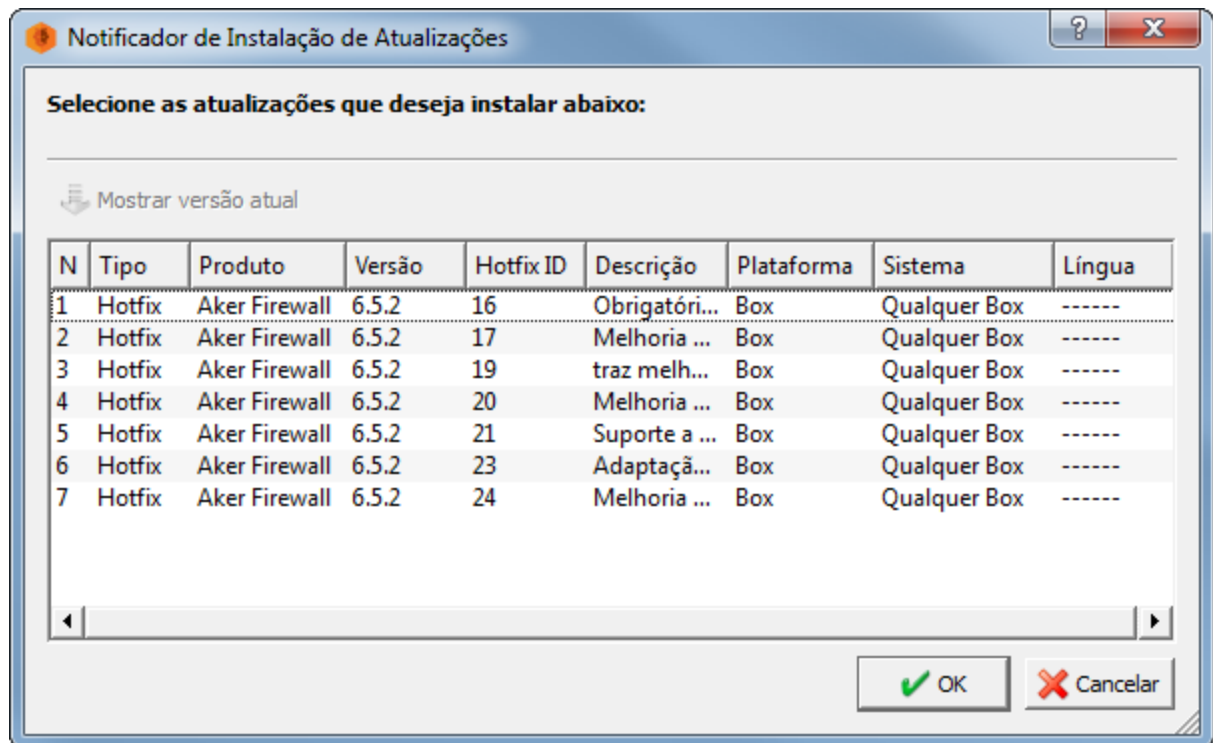 Notificador de Instalação de Atualizações
Selecione as atualizações que deseja instalar abaixo:
Mostrar versão atual
N Tipo Produto Versão Hotfix ID Descrição Plataforma Sistema Língua
1 Hotfix Aker Firewall 6.5.2 16 Obrigatóri... Box Qualquer Box ------
2 Hotfix Aker Firewall 6.5.2 17 Melhoria ... Box Qualquer Box ------
3 Hotfix Aker Firewall 6.5.2 19 traz melh... Box Qualquer Box ------
4 Hotfix Aker Firewall 6.5.2 20 Melhoria ... Box Qualquer Box ------
5 Hotfix Aker Firewall 6.5.2 21 Suporte a ... Box Qualquer Box ------
6 Hotfix Aker Firewall 6.5.2 23 Adaptaçã... Box Qualquer Box ------
7 Hotfix Aker Firewall 6.5.2 24 Melhoria ... Box Qualquer Box ------
OK Cancelar